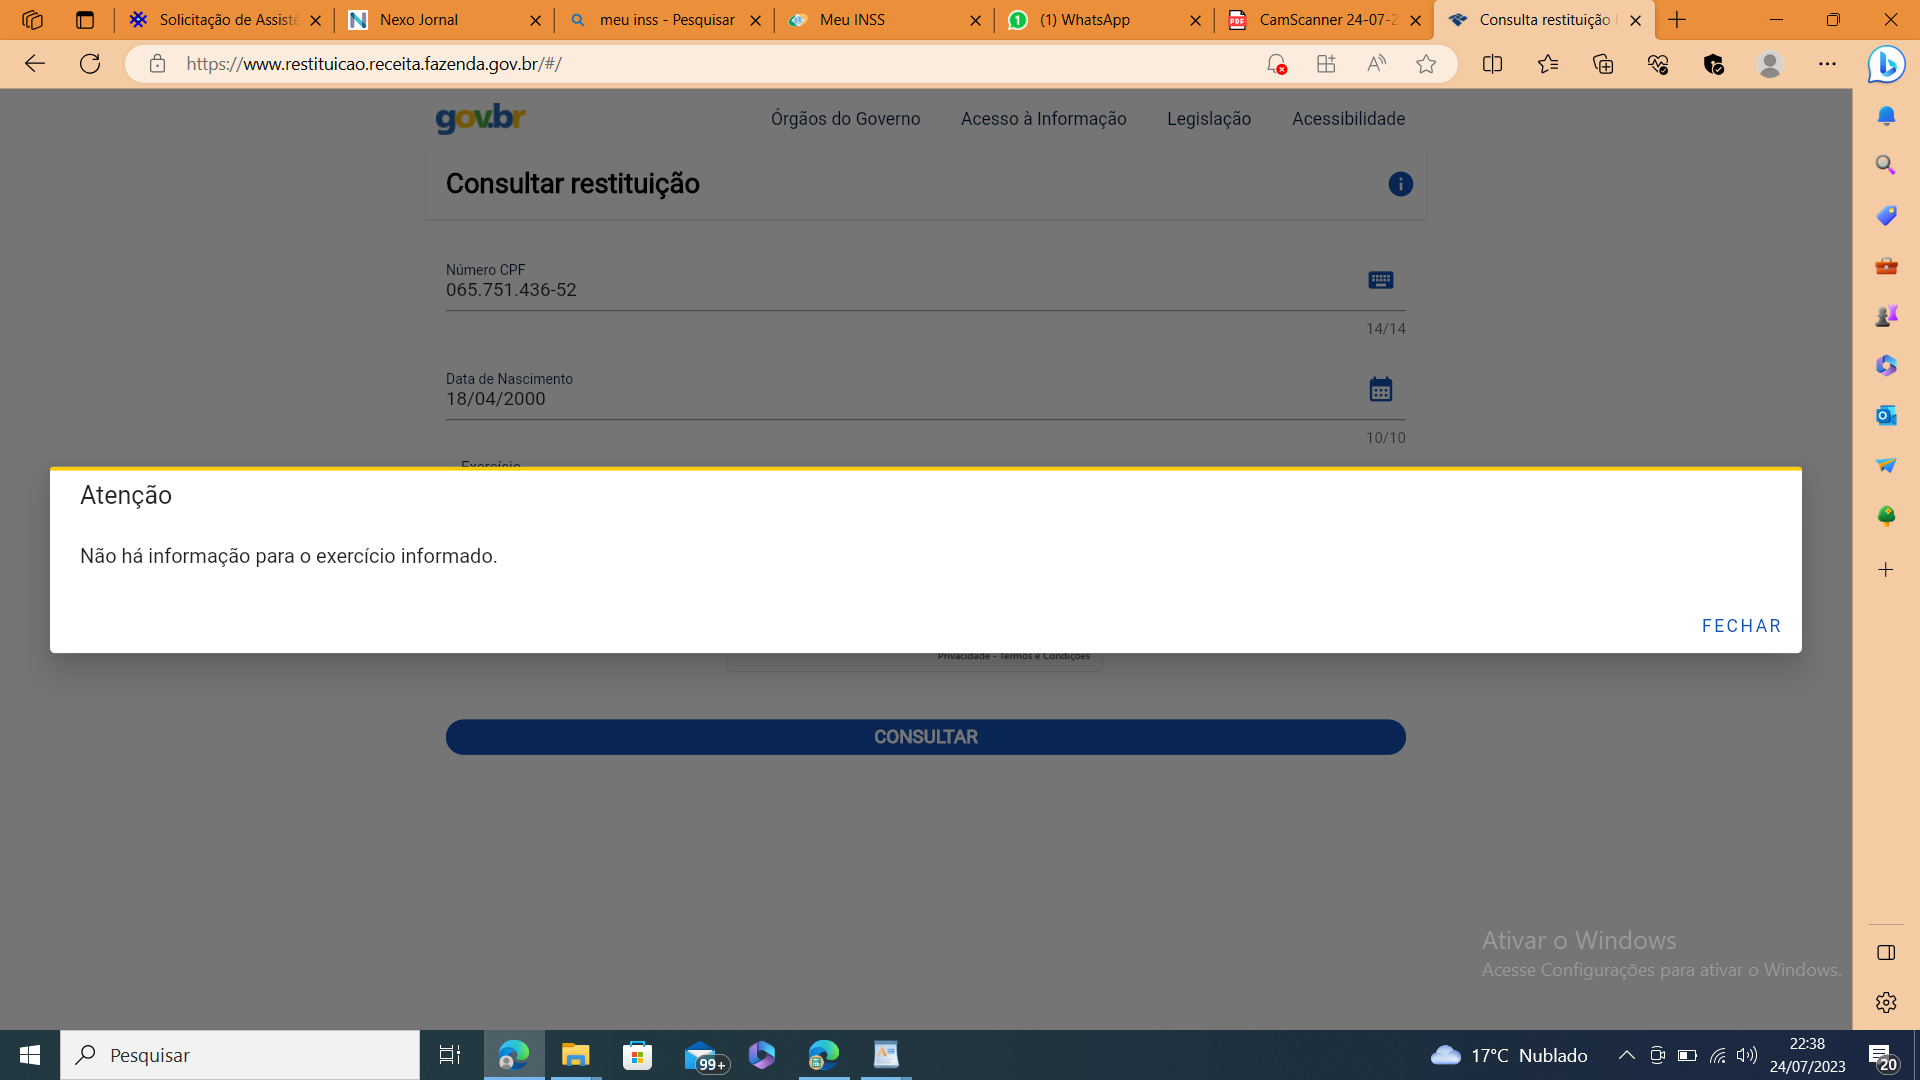 Solicitação de Assistê
Nexo Jornal
meu inss - Pesquisar
Meu INSS
1
(1) WhatsApp
PDF
CamScanner 24-07-2
Consulta restituição
https://www.restituicao.receita.fazenda.gov.br/#/
gov.br
Órgãos do Governo
Acesso à Informação
Legislação
Acessibilidade
Consultar restituição
Número CPF
065.751.436-52
14/14
Data de Nascimento
18/04/2000
10/10
Exercício
Atenção
Não há informação para o exercício informado.
FECHAR
Privacidade - Termos e Condições
CONSULTAR
Ativar o Windows
Acesse Configurações para ativar o Windows.
Pesquisar
99+
17°C Nublado
22:38
24/07/2023
20